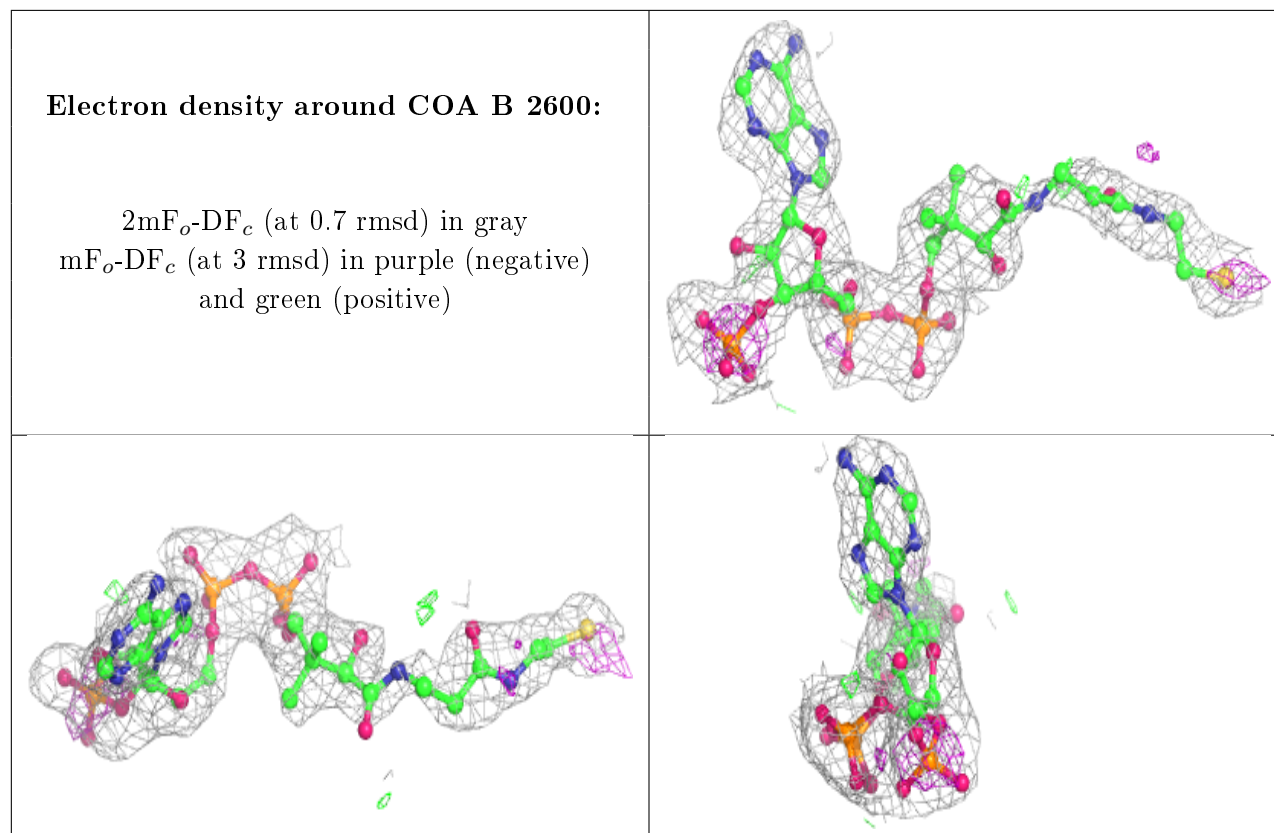 Electron density around COA B 2600:
2mFₒ-DF𝒸 (at 0.7 rmsd) in gray
mFₒ-DF𝒸 (at 3 rmsd) in purple (negative)
and green (positive)